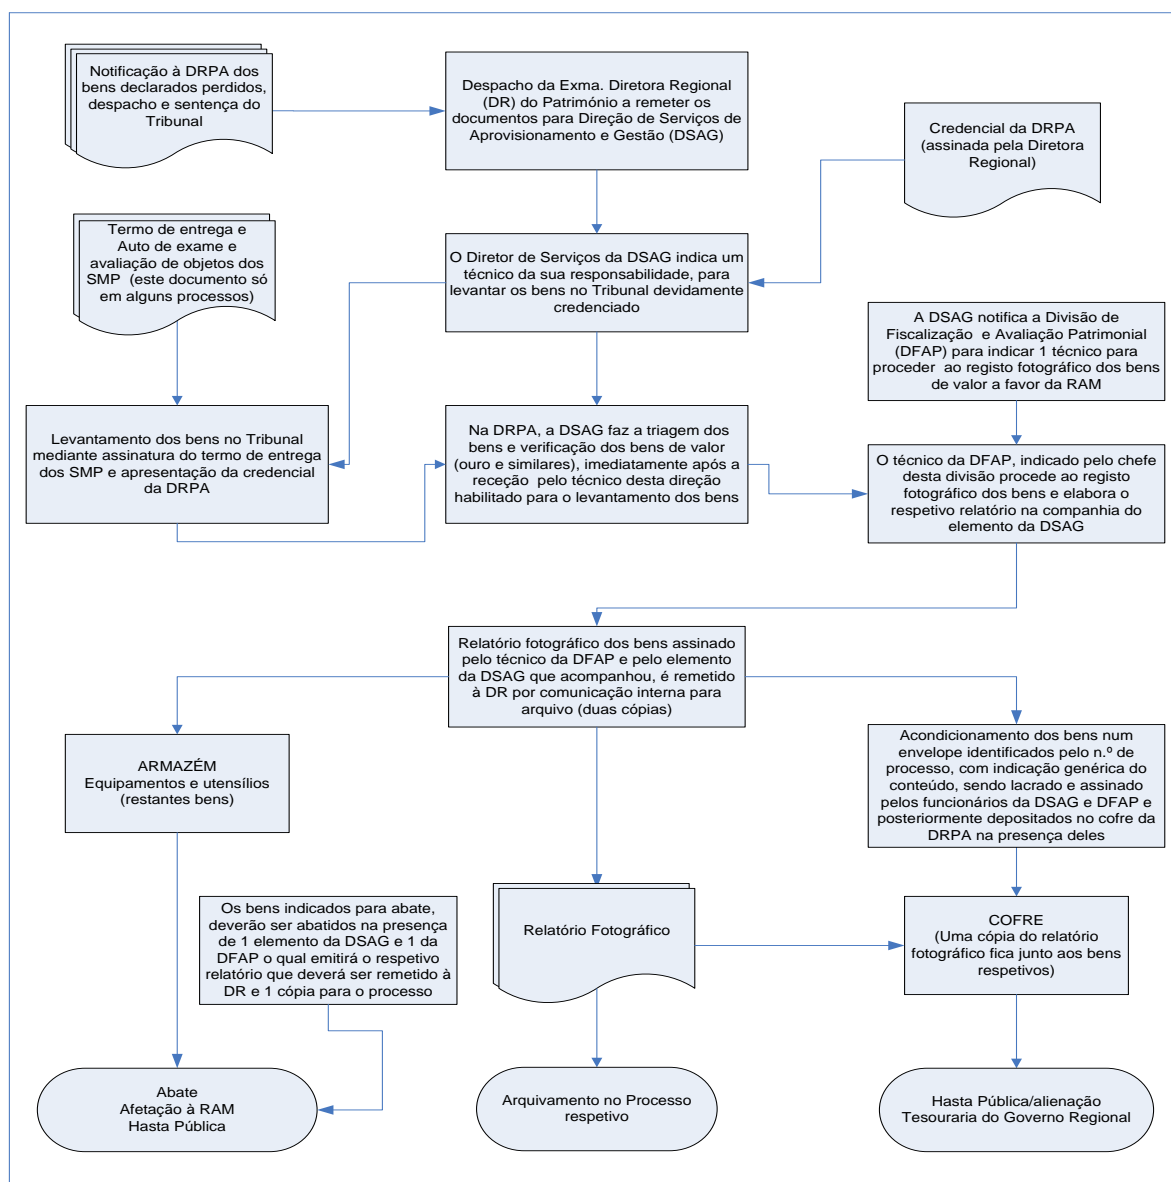 Notificação à DRPA dos
bens declarados perdidos,
despacho e sentença do
Tribunal
Despacho da Exma. Diretora Regional
(DR) do Património a remeter os
documentos para Direção de Serviços de
Aprovisionamento e Gestão (DSAG)
Credencial da DRPA
(assinada pela Diretora
Regional)
Termo de entrega e
Auto de exame e
avaliação de objetos dos
SMP (este documento só
em alguns processos)
O Diretor de Serviços da DSAG indica um
técnico da sua responsabilidade, para
levantar os bens no Tribunal devidamente
credenciado
A DSAG notifica a Divisão de
Fiscalização e Avaliação Patrimonial
(DFAP) para indicar 1 técnico para
proceder ao registo fotográfico dos bens
de valor a favor da RAM
Levantamento dos bens no Tribunal
mediante assinatura do termo de entrega
dos SMP e apresentação da credencial
da DRPA
Na DRPA, a DSAG faz a triagem dos
bens e verificação dos bens de valor
(ouro e similares), imediatamente após a
receção pelo técnico desta direção
habilitado para o levantamento dos bens
O técnico da DFAP, indicado pelo chefe
desta divisão procede ao registo
fotográfico dos bens e elabora o
respetivo relatório na companhia do
elemento da DSAG
Relatório fotográfico dos bens assinado
pelo técnico da DFAP e pelo elemento
da DSAG que acompanhou, é remetido
à DR por comunicação interna para
arquivo (duas cópias)
ARMAZÉM
Equipamentos e utensílios
(restantes bens)
Acondicionamento dos bens num
envelope identificados pelo n.º de
processo, com indicação genérica do
conteúdo, sendo lacrado e assinado
pelos funcionários da DSAG e DFAP e
posteriormente depositados no cofre da
DRPA na presença deles
Os bens indicados para abate,
deverão ser abatidos na presença
de 1 elemento da DSAG e 1 da
DFAP o qual emitirá o respetivo
relatório que deverá ser remetido à
DR e 1 cópia para o processo
Relatório Fotográfico
COFRE
(Uma cópia do relatório
fotográfico fica junto aos bens
respetivos)
Abate
Afetação à RAM
Hasta Pública
Arquivamento no Processo
respetivo
Hasta Pública/alienação
Tesouraria do Governo Regional